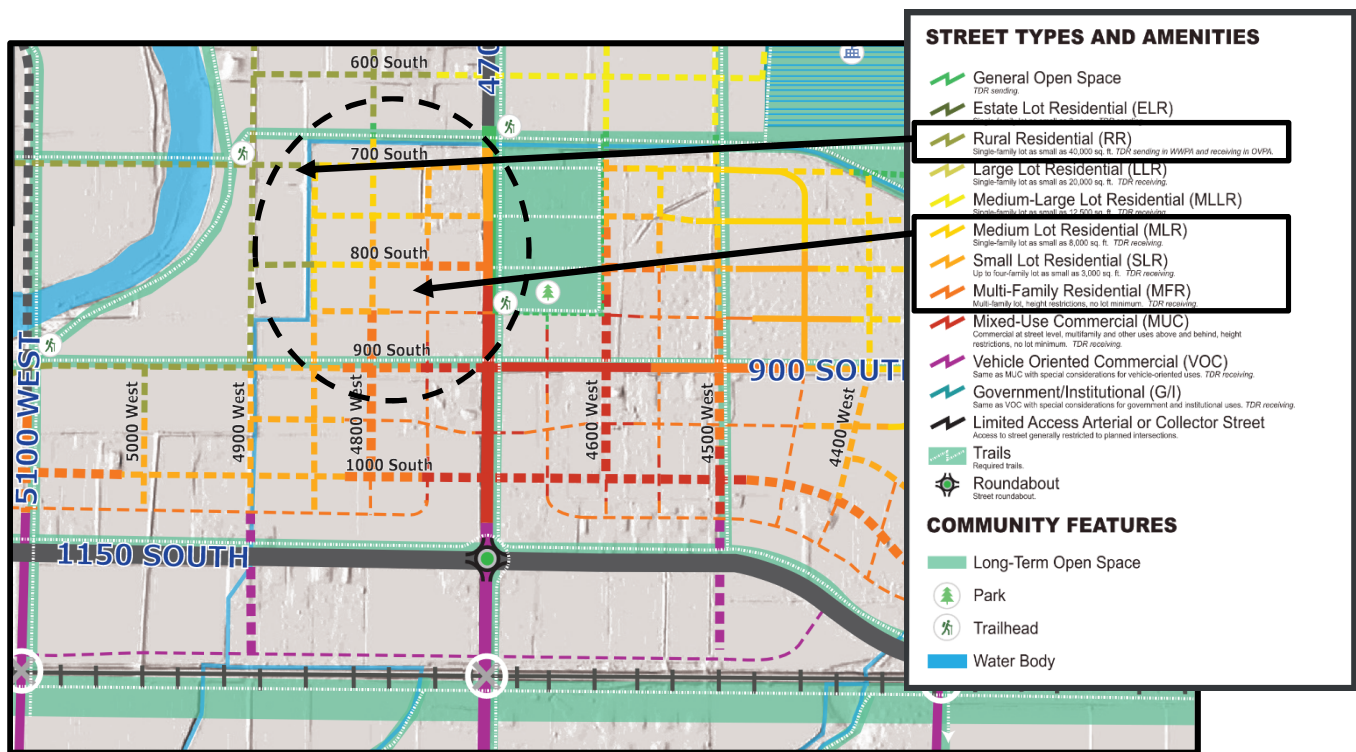 600 South
470
700 South
800 South
900 South
900 SOUTH
5100 WEST
5000 West
4900 West
4800 West
4600 West
4500 West
4400 West
1000 South
1150 SOUTH
STREET TYPES AND AMENITIES
General Open Space
TDR sending.
Estate Lot Residential (ELR)
Rural Residential (RR)
Single-family lot as small as 40,000 sq. ft. TDR sending in WWPA and receiving in OVPA.
Large Lot Residential (LLR)
Single-family lot as small as 20,000 sq. ft. TDR receiving.
Medium-Large Lot Residential (MLLR)
Single-family lot as small as 12,500 sq. ft. TDR receiving.
Medium Lot Residential (MLR)
Single-family lot as small as 8,000 sq. ft. TDR receiving.
Small Lot Residential (SLR)
Up to four-family lot as small as 3,000 sq. ft. TDR receiving.
Multi-Family Residential (MFR)
Multi-family lot, height restrictions, no lot minimum. TDR receiving.
Mixed-Use Commercial (MUC)
Commercial at street level, multifamily and other uses above and behind, height
restrictions, no lot minimum. TDR receiving.
Vehicle Oriented Commercial (VOC)
Same as MUC with special considerations for vehicle-oriented uses. TDR receiving.
Government/Institutional (G/I)
Same as VOC with special considerations for government and institutional uses. TDR receiving.
Limited Access Arterial or Collector Street
Access to street generally restricted to planned intersections.
Trails
Required trails.
Roundabout
Street roundabout.
COMMUNITY FEATURES
Long-Term Open Space
Park
Trailhead
Water Body